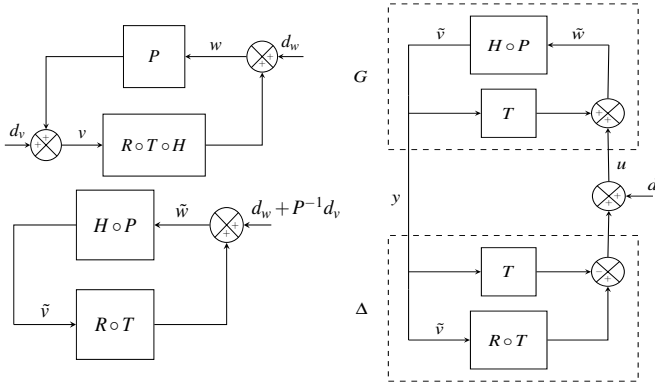 P
w
d_w
d_v
v
R ∘ T ∘ H
H ∘ P
w̃
d_w + P^{-1}d_v
ṽ
R ∘ T
G
ṽ
H ∘ P
w̃
T
u
y
d
T
Δ
ṽ
R ∘ T